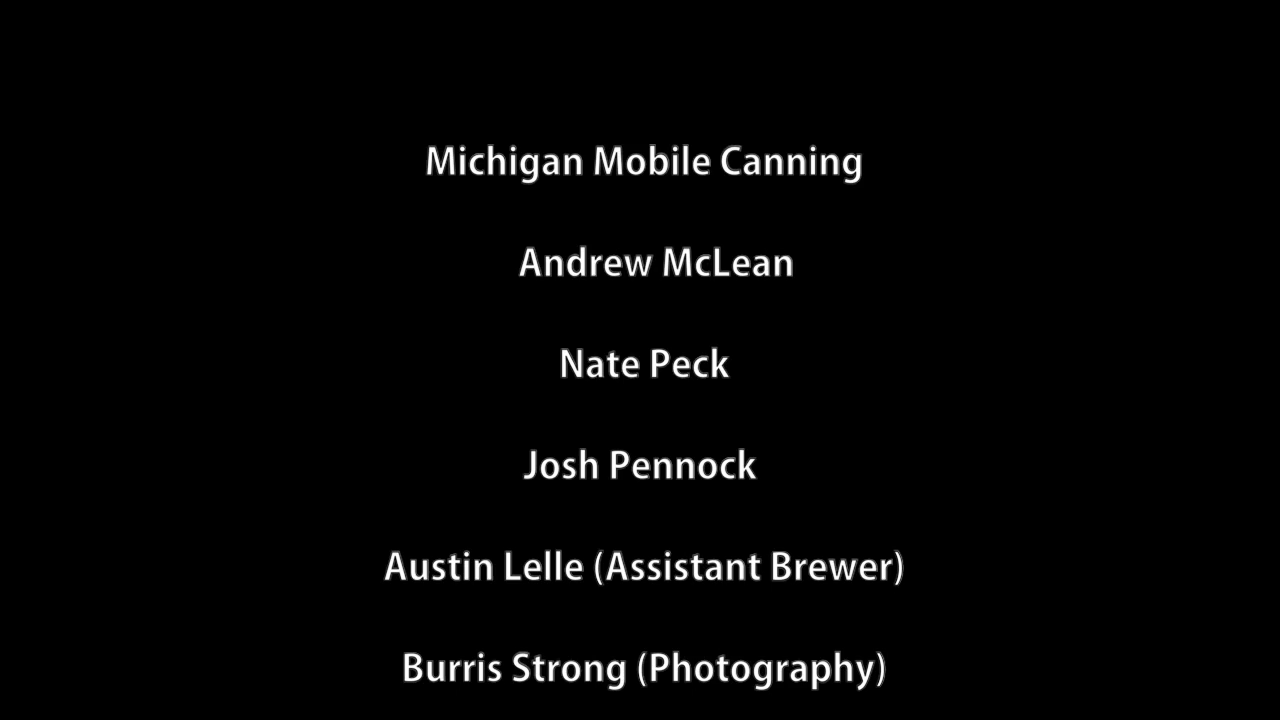 Michigan Mobile Canning
Andrew McLean
Nate Peck
Josh Pennock
Austin Lelle (Assistant Brewer)
Burris Strong (Photography)